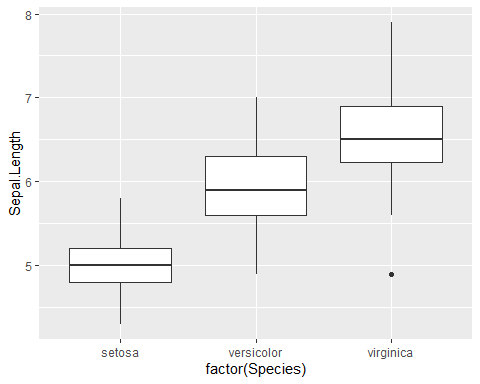 8
7
6
5
Sepal.Length
setosa versicolor virginica
factor(Species)